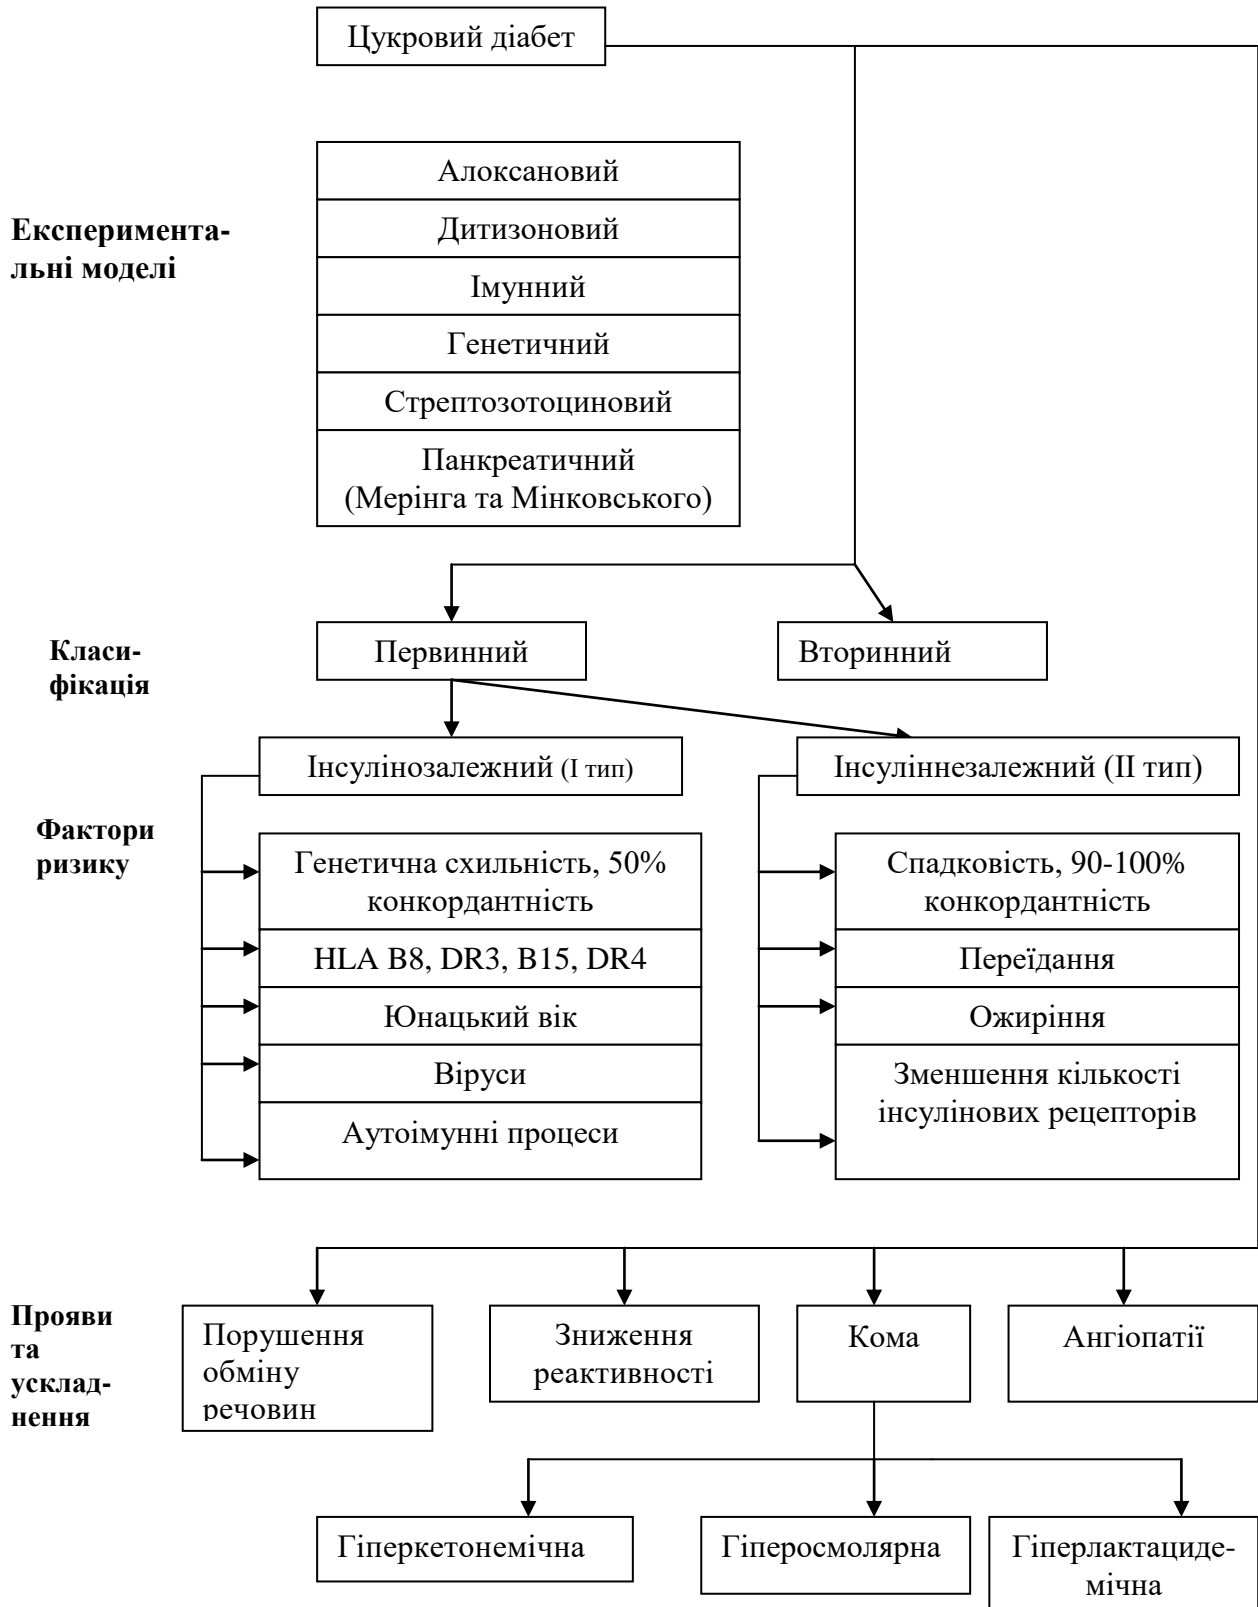 Цукровий діабет
Експеримента-
льні моделі
Алоксановий
Дитизоновий
Імунний
Генетичний
Стрептозотоциновий
Панкреатичний
(Мерінга та Мінковського)
Класи-
фікація
Первинний
Вторинний
Інсулінозалежний (I тип)
Інсуліннезалежний (II тип)
Фактори
ризику
Генетична схильність, 50%
конкордантність
HLA B8, DR3, B15, DR4
Юнацький вік
Віруси
Аутоімунні процеси
Спадковість, 90-100%
конкордантність
Переїдання
Ожиріння
Зменшення кількості
інсулінових рецепторів
Прояви
та
усклад-
нення
Порушення
обміну
речовин
Зниження
реактивності
Кома
Ангіопатії
Гіперкетонемічна
Гіперосмолярна
Гіперлактациде-
мічна